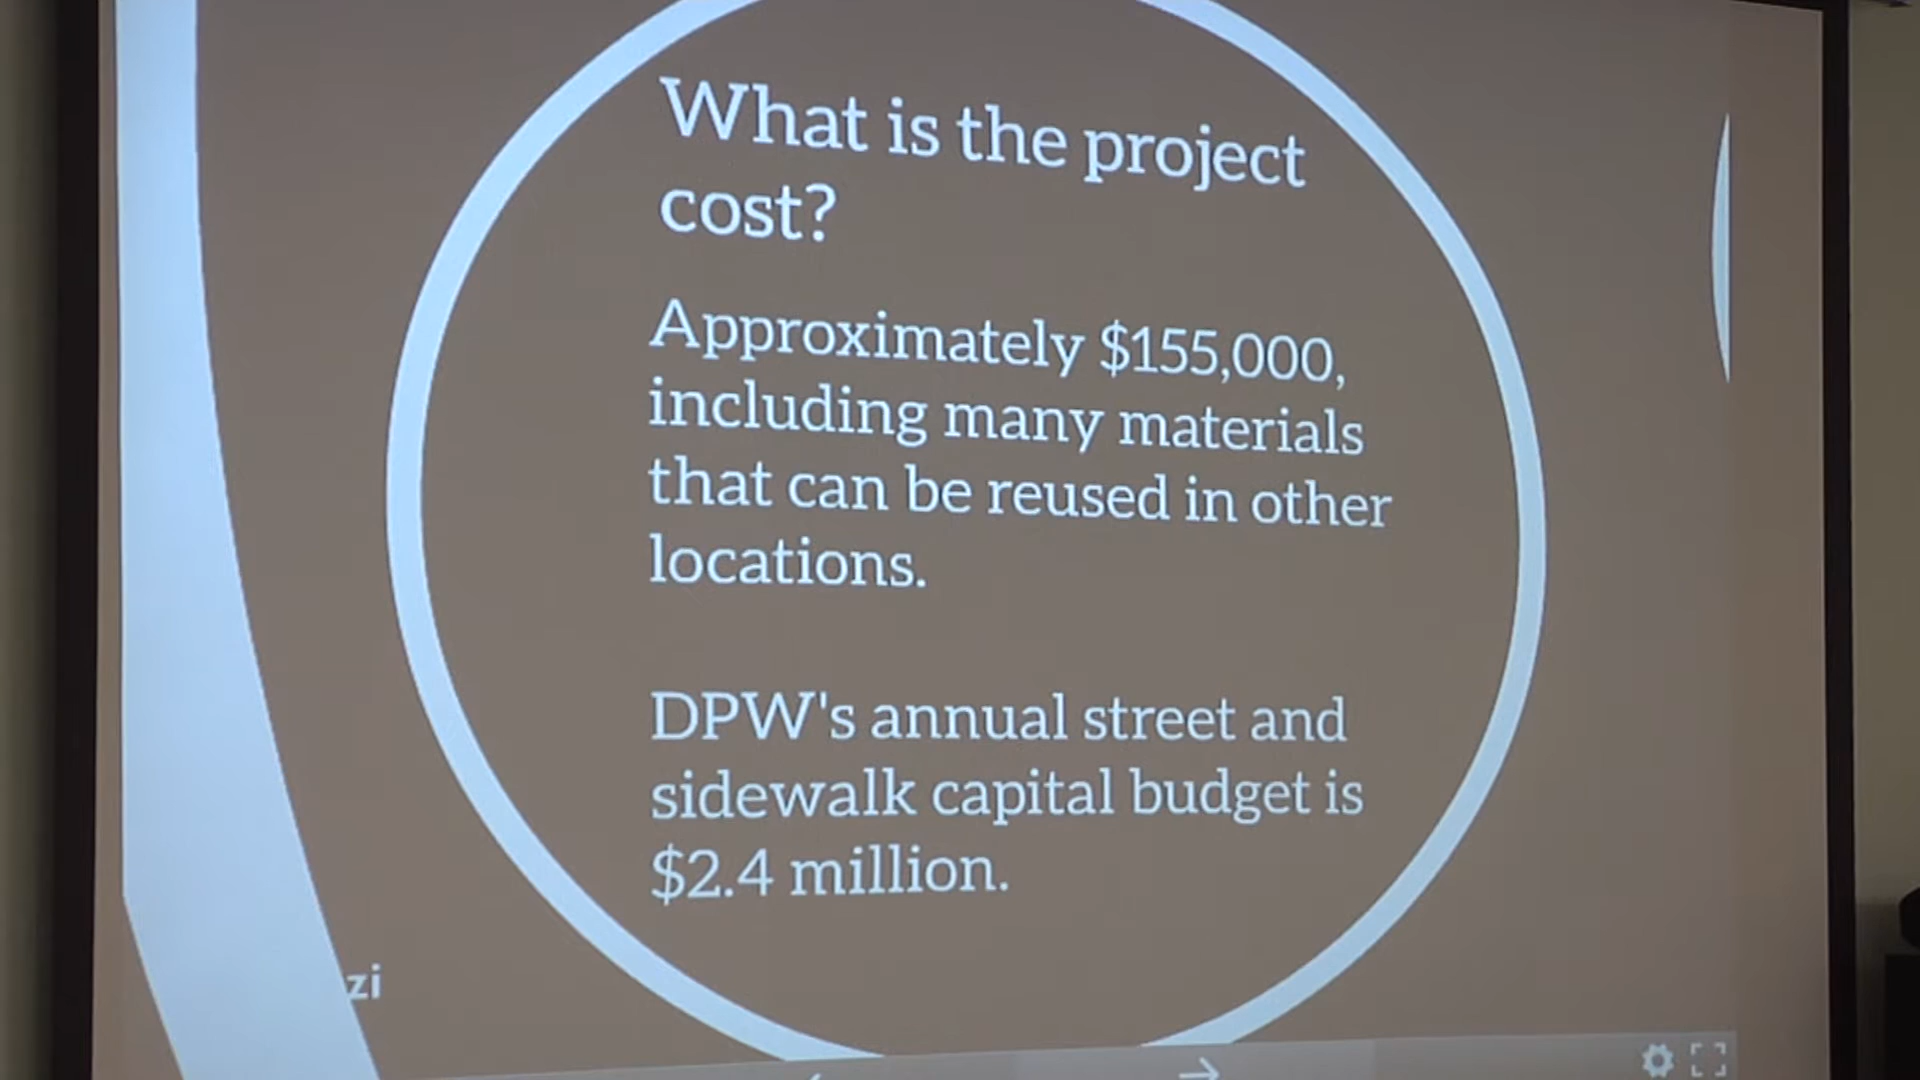 What is the project
cost?
Approximately $155,000,
including many materials
that can be reused in other
locations.
DPW's annual street and
sidewalk capital budget is
$2.4 million.
zi